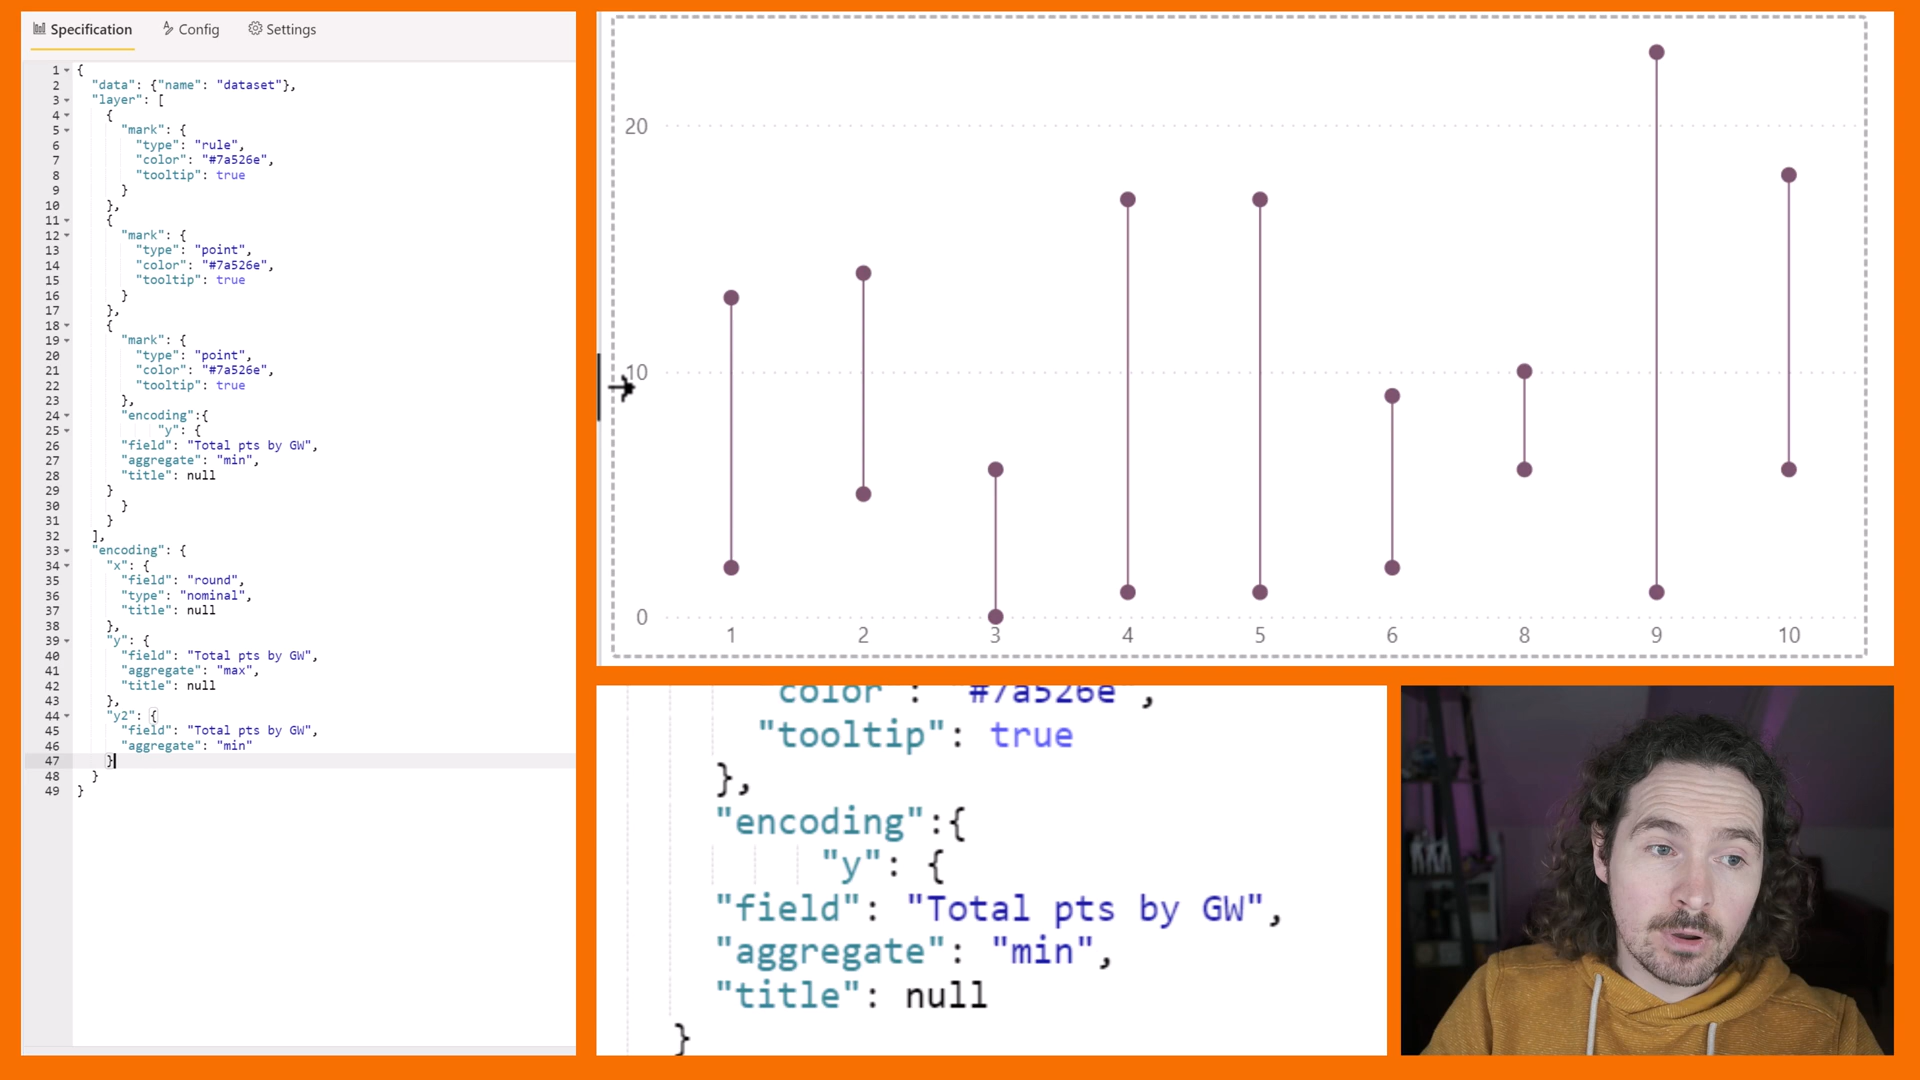 Specification Config Settings
1 {
2 "data": {"name": "dataset"},
3 "layer": [
4 {
5 "mark": {
6 "type": "rule",
7 "color": "#7a526e",
8 "tooltip": true
9 }
10 },
11 {
12 "mark": {
13 "type": "point",
14 "color": "#7a526e",
15 "tooltip": true
16 }
17 },
18 {
19 "mark": {
20 "type": "point",
21 "color": "#7a526e",
22 "tooltip": true
23 },
24 "encoding":{
25 "y": {
26 "field": "Total pts by GW",
27 "aggregate": "min",
28 "title": null
29 }
30 }
31 }
32 ],
33 "encoding": {
34 "x": {
35 "field": "round",
36 "type": "nominal",
37 "title": null
38 },
39 "y": {
40 "field": "Total pts by GW",
41 "aggregate": "max",
42 "title": null
43 },
44 "y2": {
45 "field": "Total pts by GW",
46 "aggregate": "min"
47 }
48 }
49 }
20
10
0
1 2 3 4 5 6 8 9 10
color : "#7a526e ,
"tooltip": true
},
"encoding":{
"y": {
"field": "Total pts by GW",
"aggregate": "min",
"title": null
}